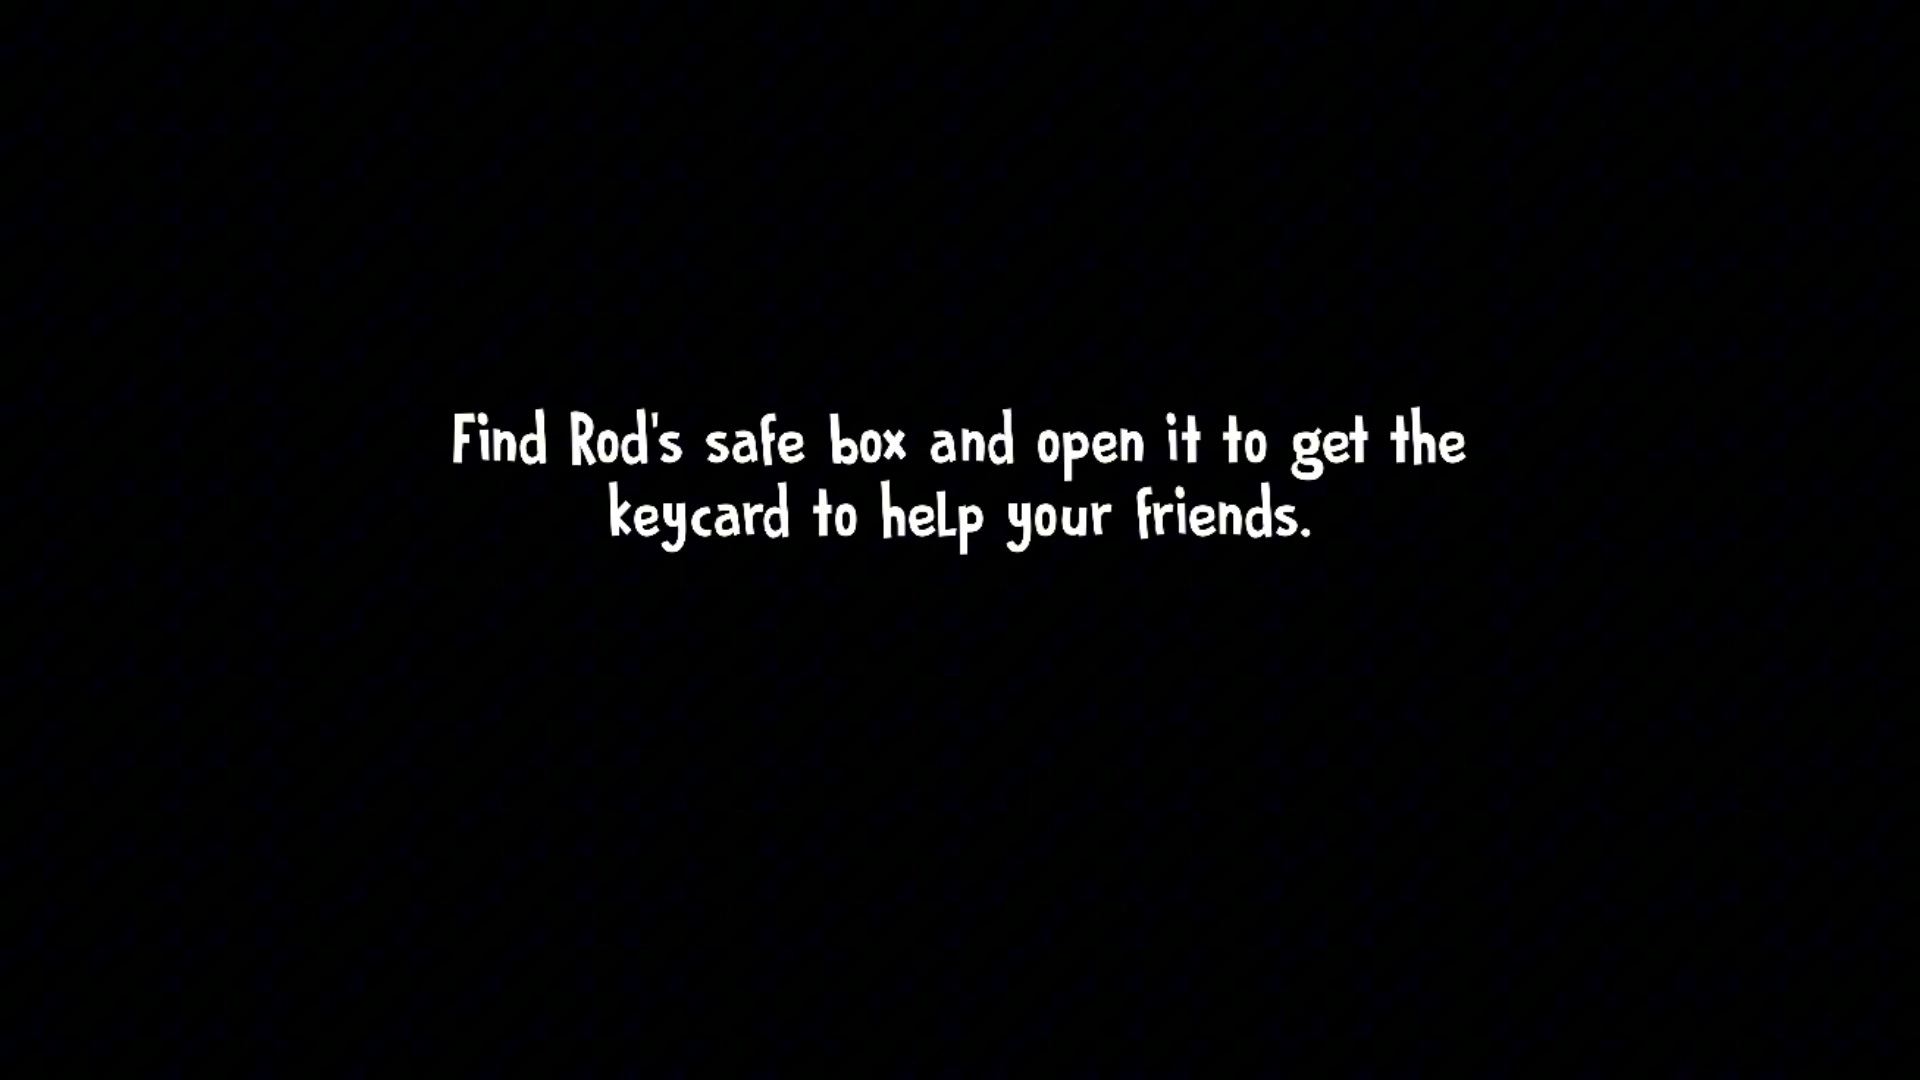 Find Rod's safe box and open it to get the
keycard to help your friends.